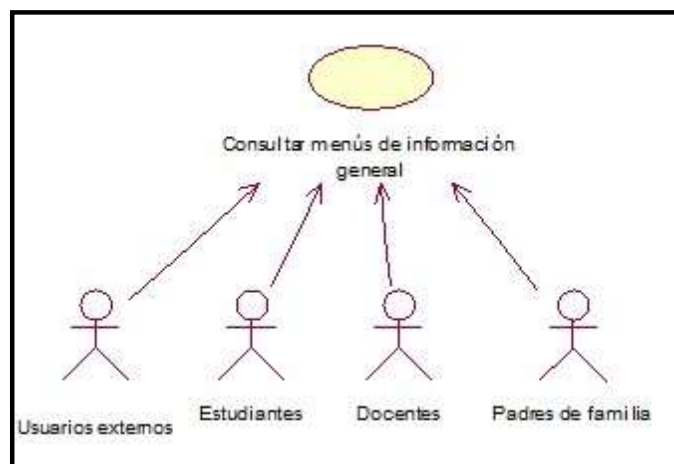 Consultar menús de información
general
Usuarios externos
Estudiantes
Docentes
Padres de familia